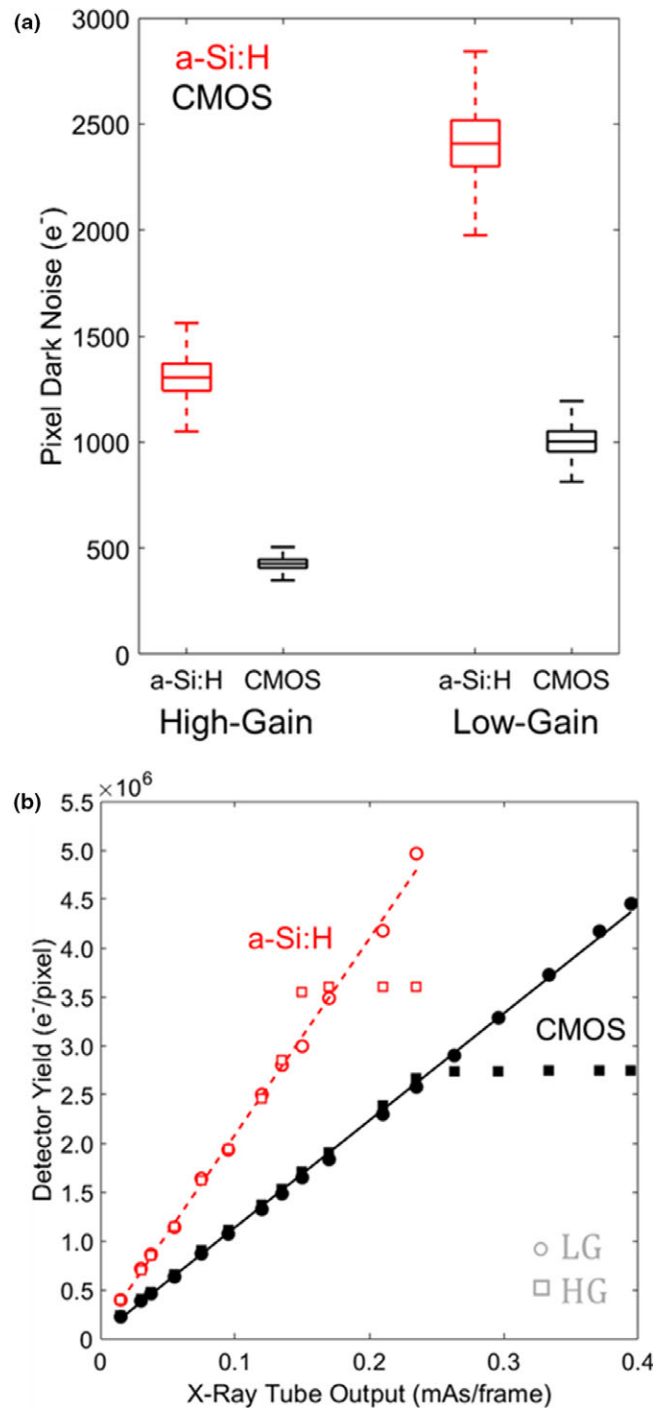 (a)
3000
2500
2000
1500
1000
500
0
Pixel Dark Noise (e⁻)
a-Si:H
CMOS
a-Si:H CMOS a-Si:H CMOS
High-Gain Low-Gain
(b)
×10⁶
5.5
5.0
4.5
4.0
3.5
3.0
2.5
2.0
1.5
1.0
0.5
0
Detector Yield (e⁻/pixel)
a-Si:H
CMOS
LG
HG
0 0.1 0.2 0.3 0.4
X-Ray Tube Output (mAs/frame)